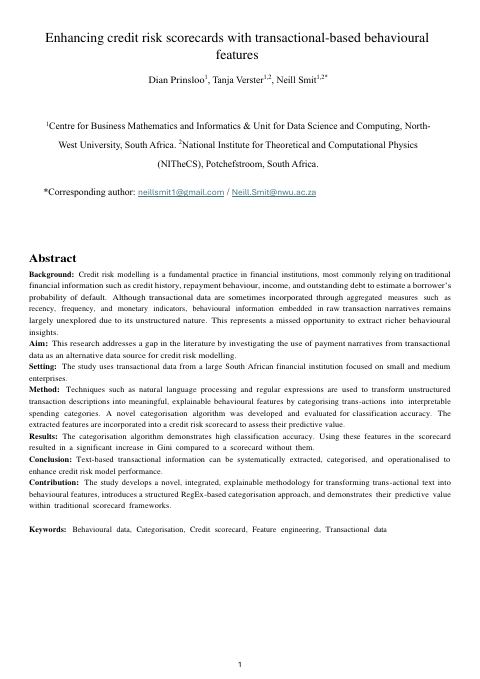 Enhancing credit risk scorecards with transactional-based behavioural
features
Dian Prinsloo1, Tanja Verster1,2, Neill Smit1,2*
1Centre for Business Mathematics and Informatics & Unit for Data Science and Computing, North-
West University, South Africa. 2National Institute for Theoretical and Computational Physics
(NITheCS), Potchefstroom, South Africa.
*Corresponding author: neillsmit1@gmail.com / Neill.Smit@nwu.ac.za
Abstract
Background: Credit risk modelling is a fundamental practice in financial institutions, most commonly relying on traditional
financial information such as credit history, repayment behaviour, income, and outstanding debt to estimate a borrower's
probability of default. Although transactional data are sometimes incorporated through aggregated measures such as
recency, frequency, and monetary indicators, behavioural information embedded in raw transaction narratives remains
largely unexplored due to its unstructured nature. This represents a missed opportunity to extract richer behavioural
insights.
Aim: This research addresses a gap in the literature by investigating the use of payment narratives from transactional
data as an alternative data source for credit risk modelling.
Setting: The study uses transactional data from a large South African financial institution focused on small and medium
enterprises.
Method: Techniques such as natural language processing and regular expressions are used to transform unstructured
transaction descriptions into meaningful, explainable behavioural features by categorising trans-actions into interpretable
spending categories. A novel categorisation algorithm was developed and evaluated for classification accuracy. The
extracted features are incorporated into a credit risk scorecard to assess their predictive value.
Results: The categorisation algorithm demonstrates high classification accuracy. Using these features in the scorecard
resulted in a significant increase in Gini compared to a scorecard without them.
Conclusion: Text-based transactional information can be systematically extracted, categorised, and operationalised to
enhance credit risk model performance.
Contribution: The study develops a novel, integrated, explainable methodology for transforming trans-actional text into
behavioural features, introduces a structured RegEx-based categorisation approach, and demonstrates their predictive value
within traditional scorecard frameworks.
Keywords: Behavioural data, Categorisation, Credit scorecard, Feature engineering, Transactional data
1